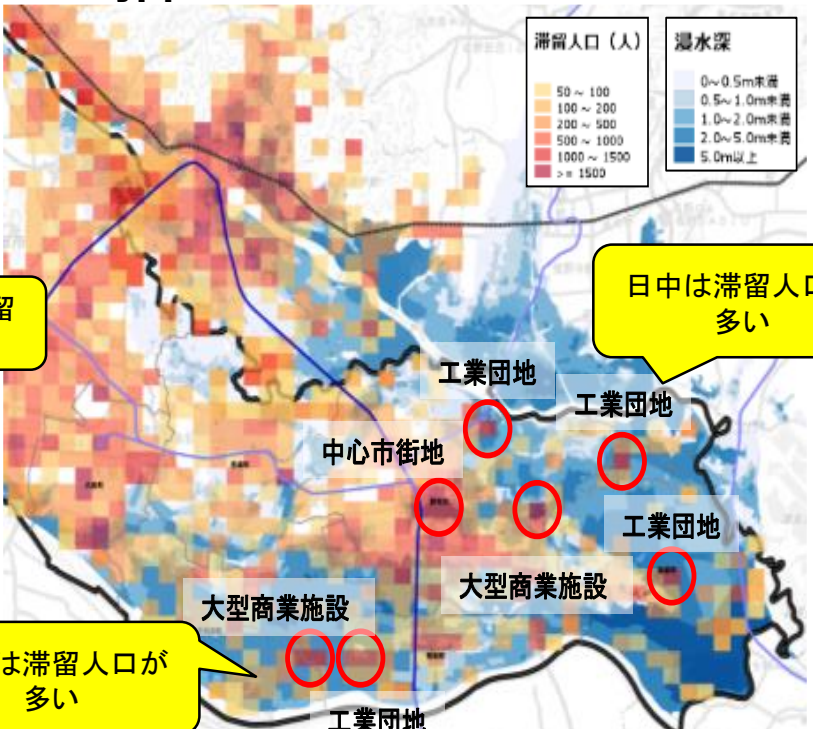 滞留人口（人）
50 ~ 100
100 ~ 200
200 ~ 500
500 ~ 1000
1000 ~ 1500
>= 1500
浸水深
0~0.5m未満
0.5~1.0m未満
1.0~2.0m未満
2.0~5.0m未満
5.0m以上
留
日中は滞留人口
多い
工業団地
工業団地
中心市街地
工業団地
大型商業施設
大型商業施設
は滞留人口が
多い
工業団地